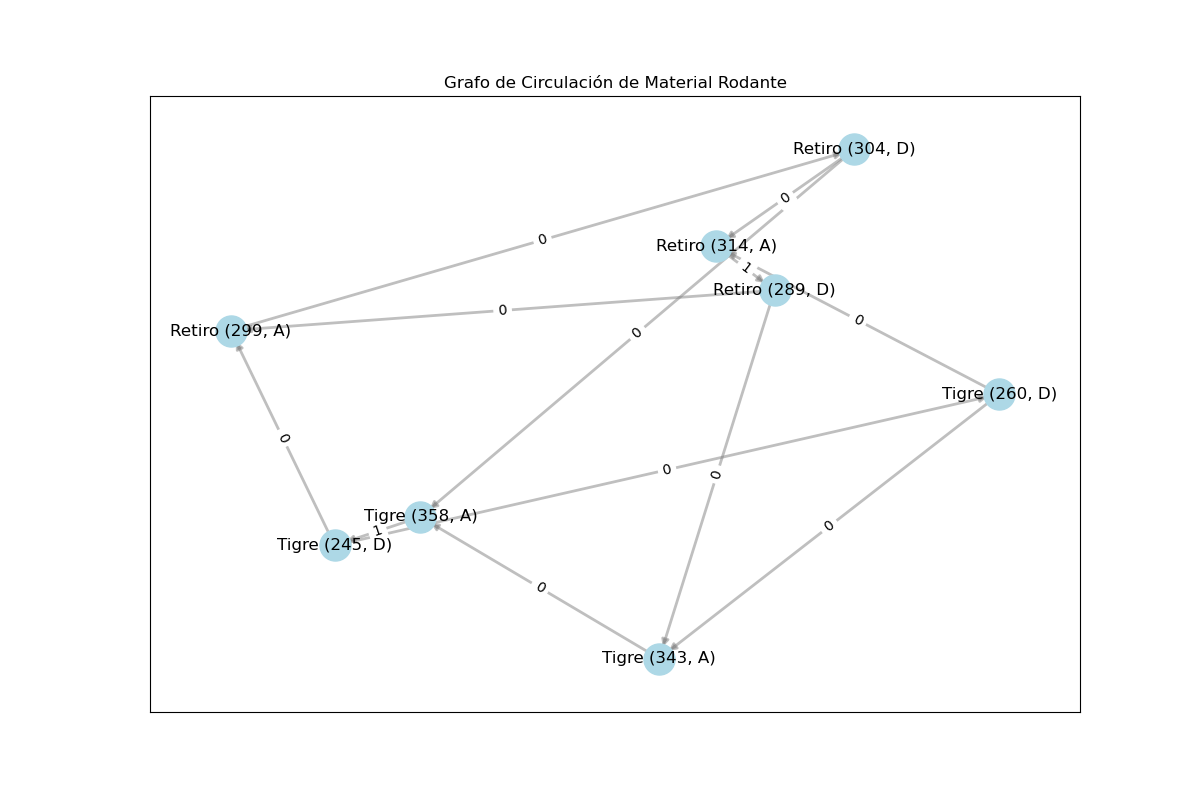 Grafo de Circulación de Material Rodante
Retiro (304, D)
0
0
Retiro (314, A)
1
Retiro (289, D)
0
0
Retiro (299, A)
0
Tigre (260, D)
0
0
0
Tigre (358, A)
0
1
Tigre (245, D)
0
Tigre (343, A)